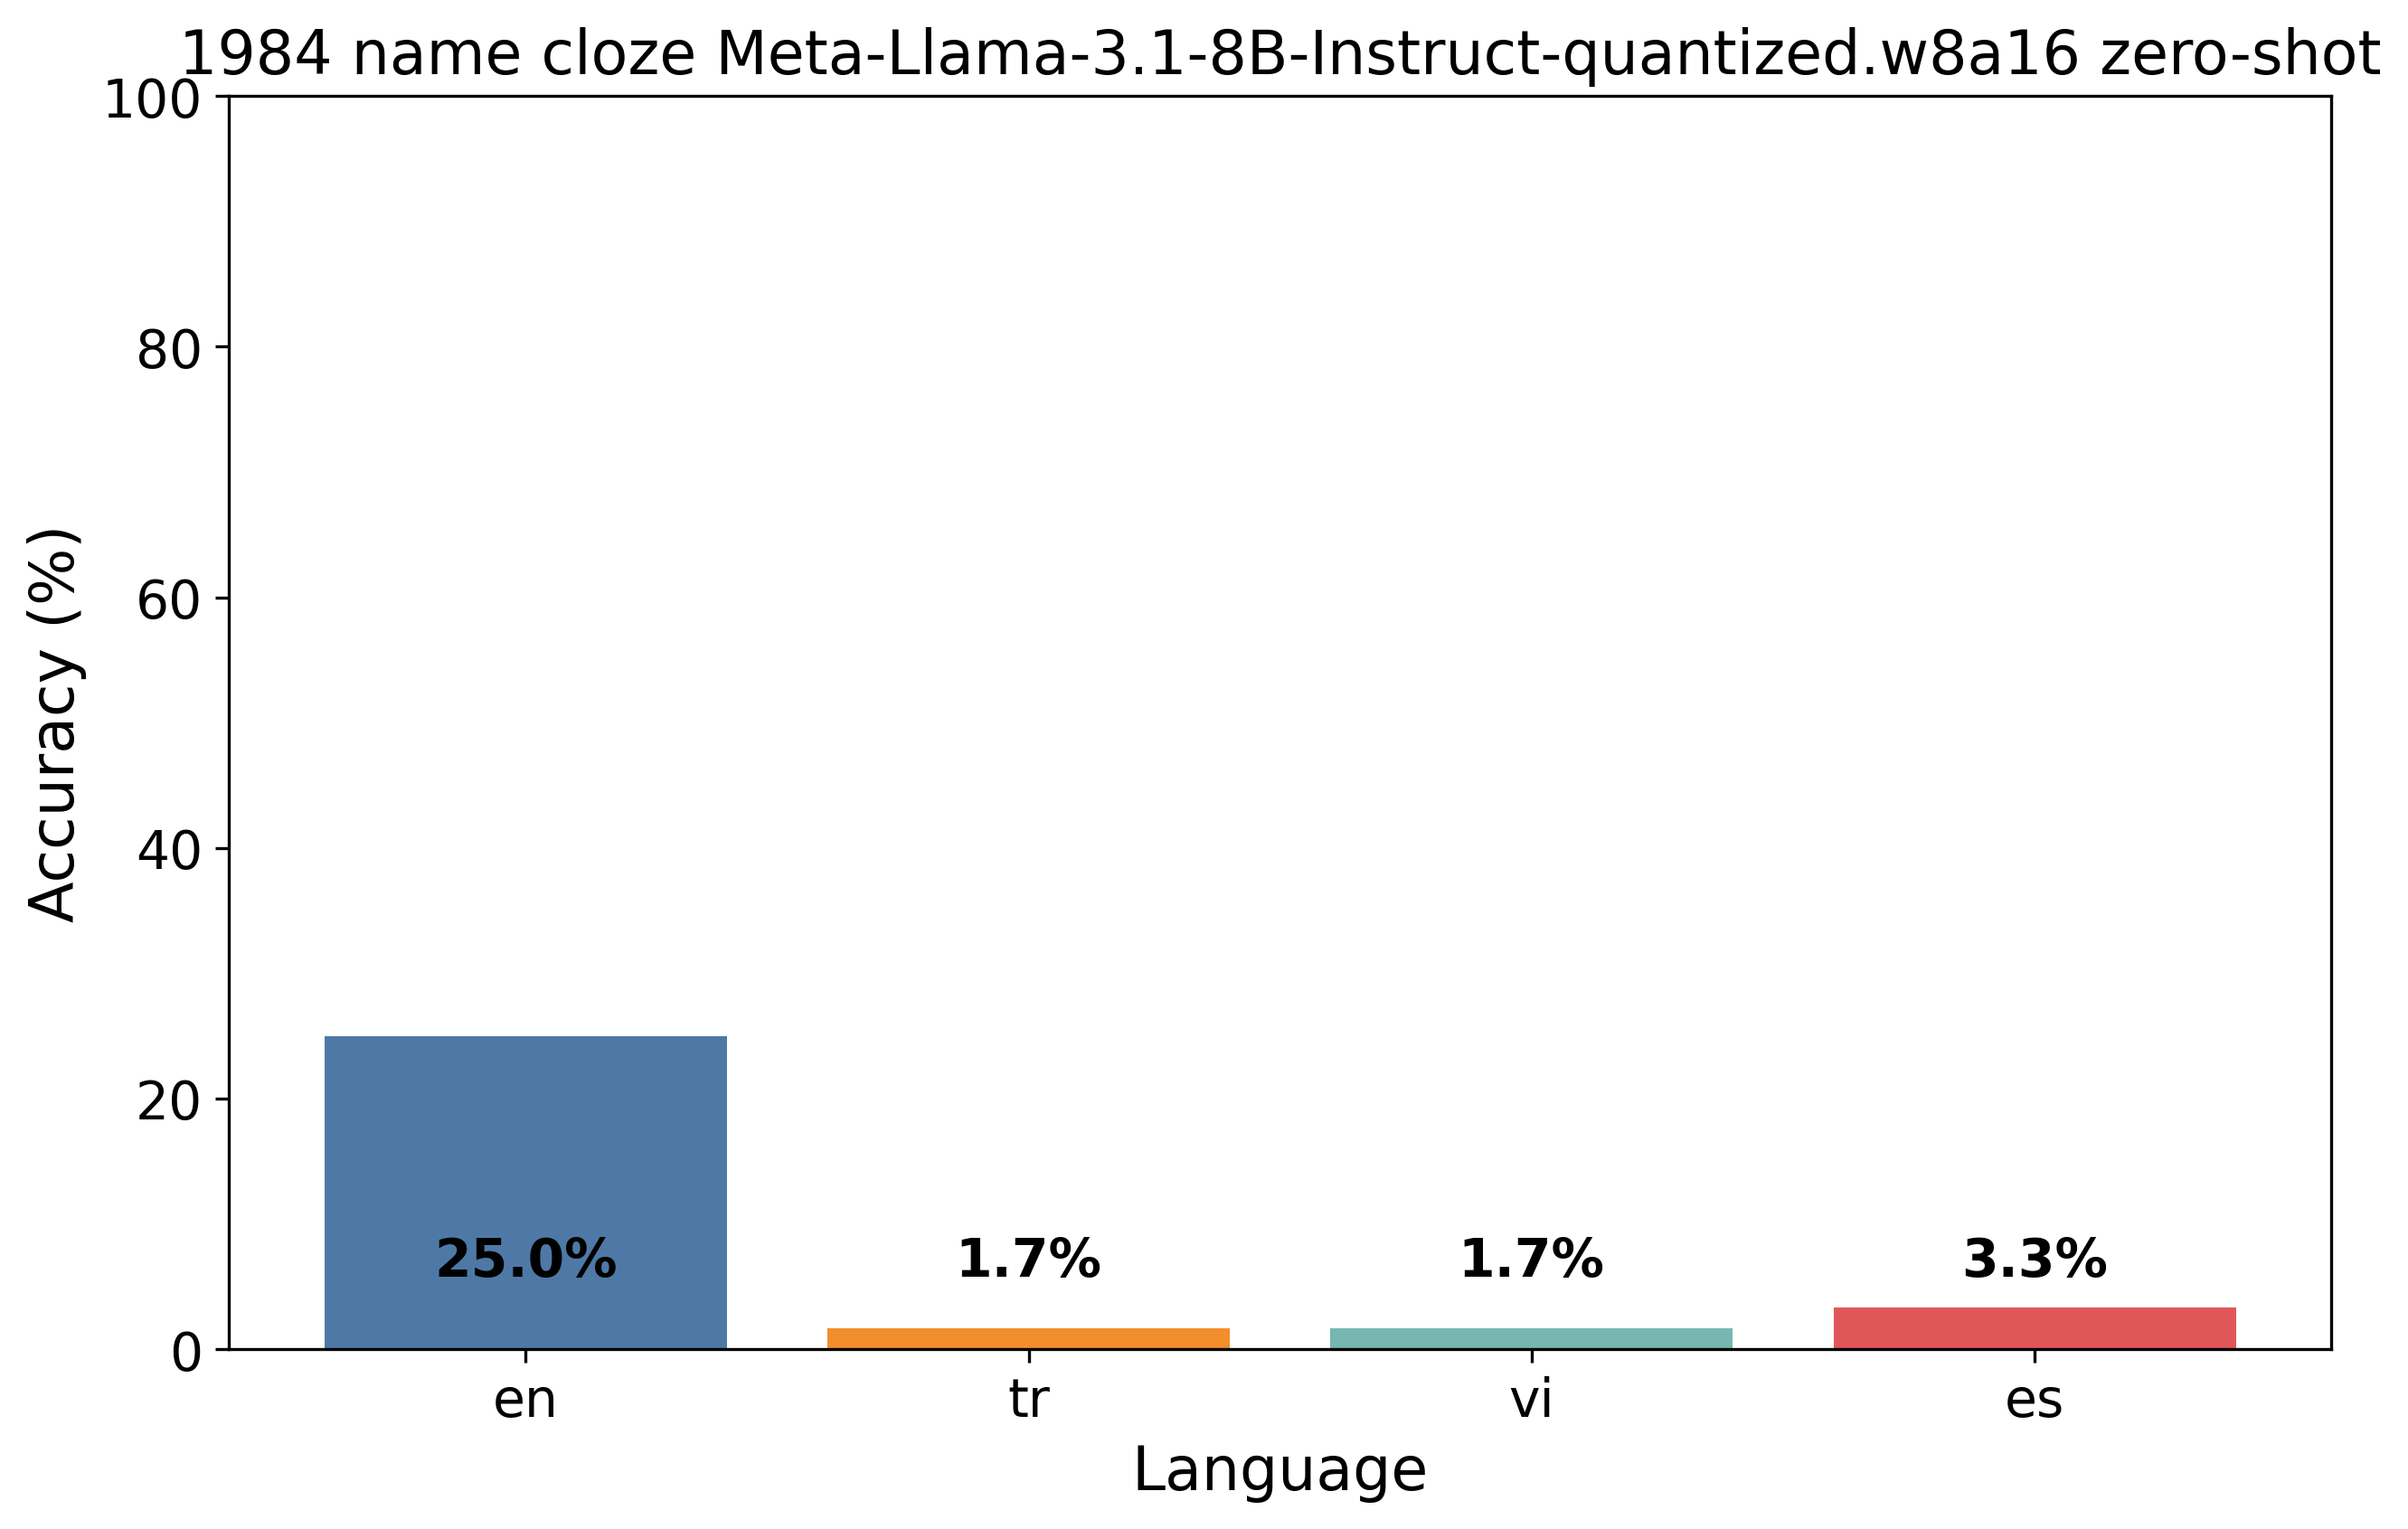 1984 name cloze Meta-Llama-3.1-8B-Instruct-quantized.w8a16 zero-shot
Accuracy (%)
100
80
60
40
20
0
25.0%
1.7%
1.7%
3.3%
en
tr
vi
es
Language